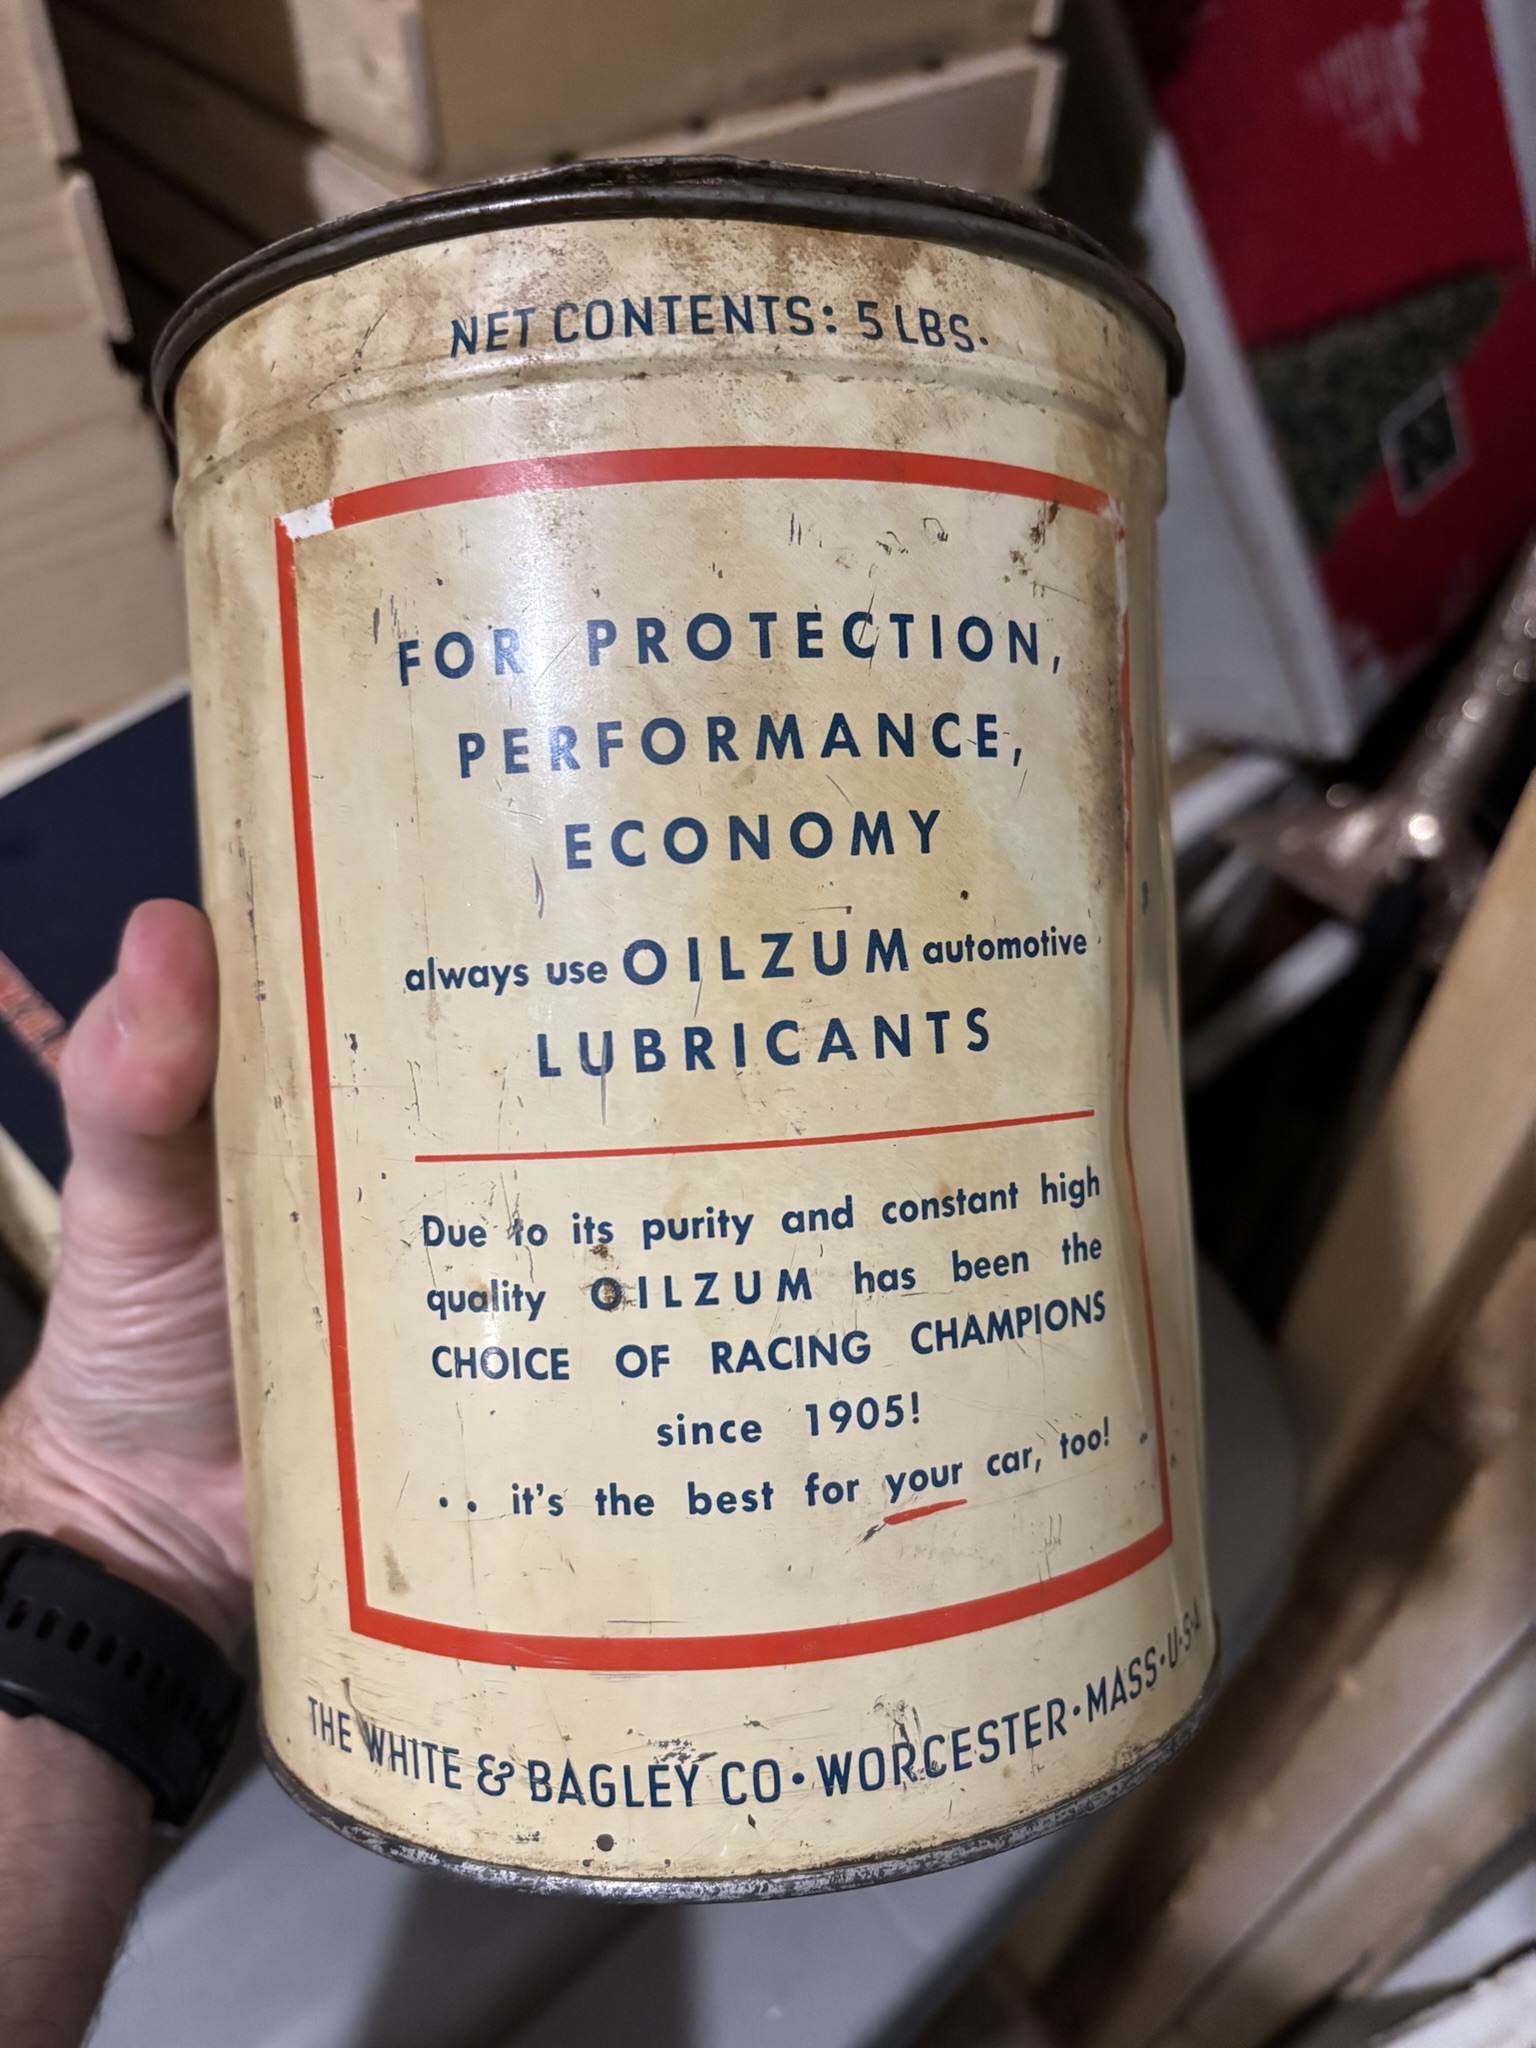 NET CONTENTS: 5 LBS.
FOR PROTECTION,
PERFORMANCE,
ECONOMY
always use OILZUM automotive
LUBRICANTS
Due to its purity and constant high
quality OILZUM has been the
CHOICE OF RACING CHAMPIONS
since 1905!
. . it's the best for your car, too!
THE WHITE & BAGLEY CO • WORCESTER • MASS • U•S•A